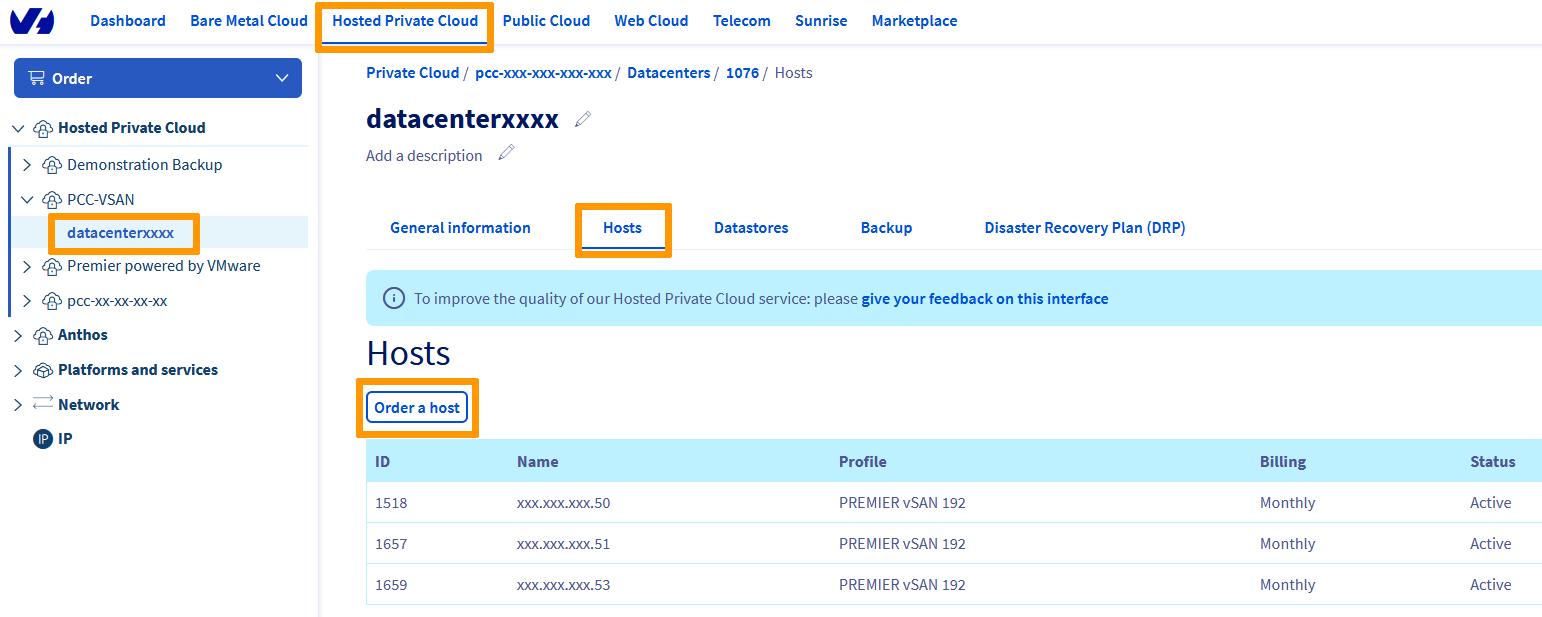 Dashboard Bare Metal Cloud Hosted Private Cloud Public Cloud Web Cloud Telecom Sunrise Marketplace
Order
Hosted Private Cloud
Demonstration Backup
PCC-VSAN
datacenterxxxx
Premier powered by VMware
pcc-xx-xx-xx-xx
Anthos
Platforms and services
Network
IP IP
Private Cloud / pcc-xxx-xxx-xxx-xxx / Datacenters / 1076 / Hosts
datacenterxxxx
Add a description
General information Hosts Datastores Backup Disaster Recovery Plan (DRP)
To improve the quality of our Hosted Private Cloud service: please give your feedback on this interface
Hosts
Order a host
ID Name Profile Billing Status
1518 xxx.xxx.xxx.50 PREMIER vSAN 192 Monthly Active
1657 xxx.xxx.xxx.51 PREMIER vSAN 192 Monthly Active
1659 xxx.xxx.xxx.53 PREMIER vSAN 192 Monthly Active